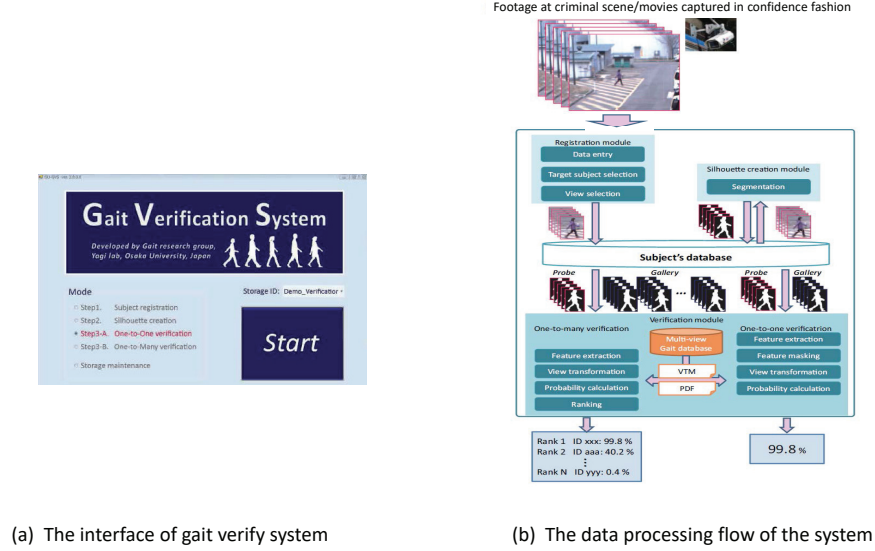 Footage at criminal scene/movies captured in confidence fashion
Gait Verification System
Developed by Gait research group,
Yagi lab, Osaka University, Japan
Mode
Storage ID: Demo_Verificatior
Step1. Subject registration
Step2. Silhouette creation
Step3-A. One-to-One verification
Step3-B. One-to-Many verification
Storage maintenance
Start
Registration module
Data entry
Target subject selection
View selection
Silhouette creation module
Segmentation
Subject's database
Probe
Gallery
...
Probe
Gallery
Verification module
One-to-many verification
Feature extraction
View transformation
Probability calculation
Ranking
Multi-view
Gait database
VTM
PDF
One-to-one verificatrion
Feature extraction
Feature masking
View transformation
Probability calculation
Rank 1 ID xxx: 99.8 %
Rank 2 ID aaa: 40.2 %
⋮
Rank N ID yyy: 0.4 %
99.8 %
(a) The interface of gait verify system
(b) The data processing flow of the system